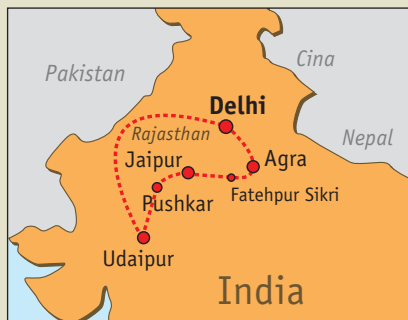 Pakistan
Cina
Delhi
Nepal
Rajasthan
Jaipur
Agra
Pushkar
Fatehpur Sikri
Udaipur
India